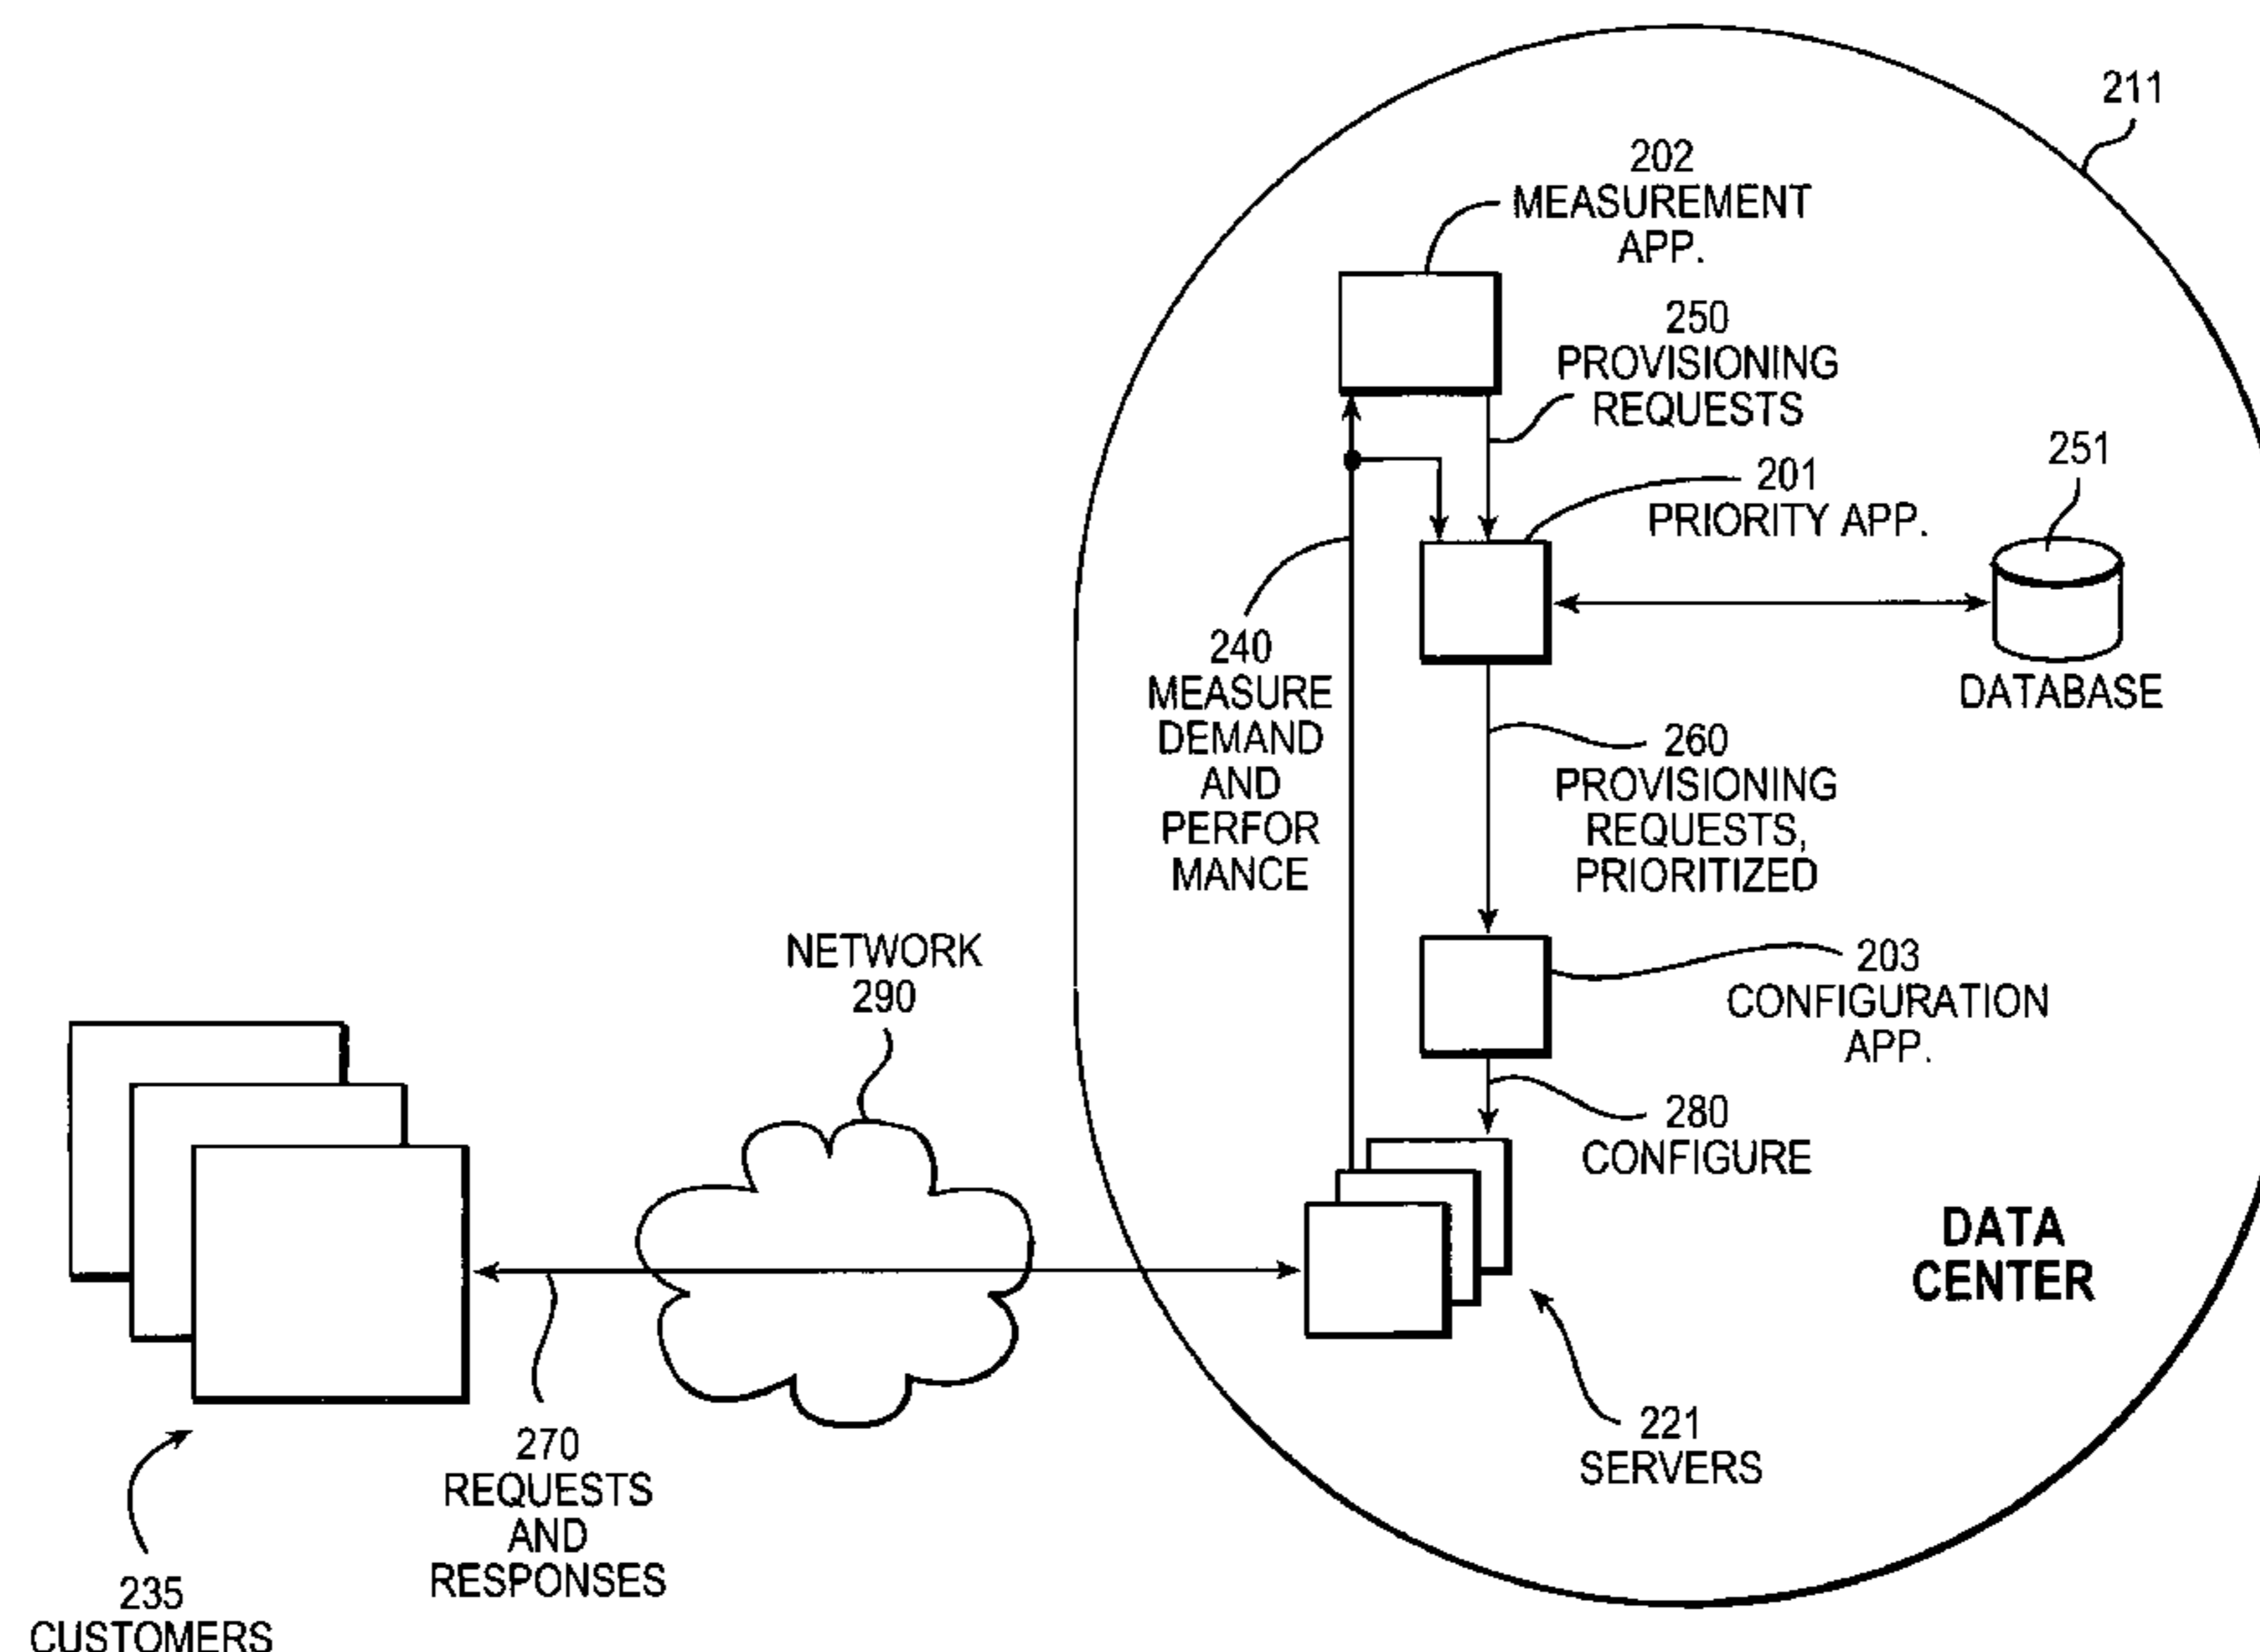 211
202
MEASUREMENT
APP.
250
PROVISIONING
REQUESTS
201
PRIORITY APP.
251
DATABASE
240
MEASURE
DEMAND
AND
PERFOR
MANCE
260
PROVISIONING
REQUESTS,
PRIORITIZED
NETWORK
290
203
CONFIGURATION
APP.
280
CONFIGURE
DATA
CENTER
221
SERVERS
270
REQUESTS
AND
RESPONSES
235
CUSTOMERS